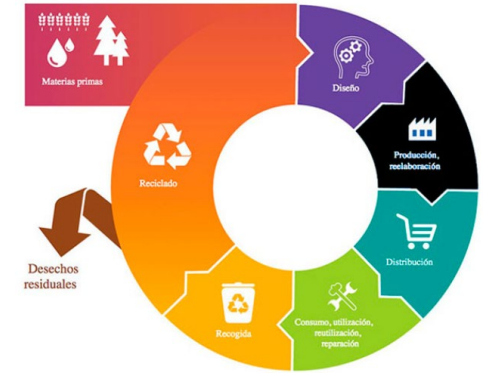 Materias primas
Diseño
Producción,
reelaboración
Distribución
Consumo, utilización,
reutilización,
reparación
Recogida
Reciclado
Desechos
residuales